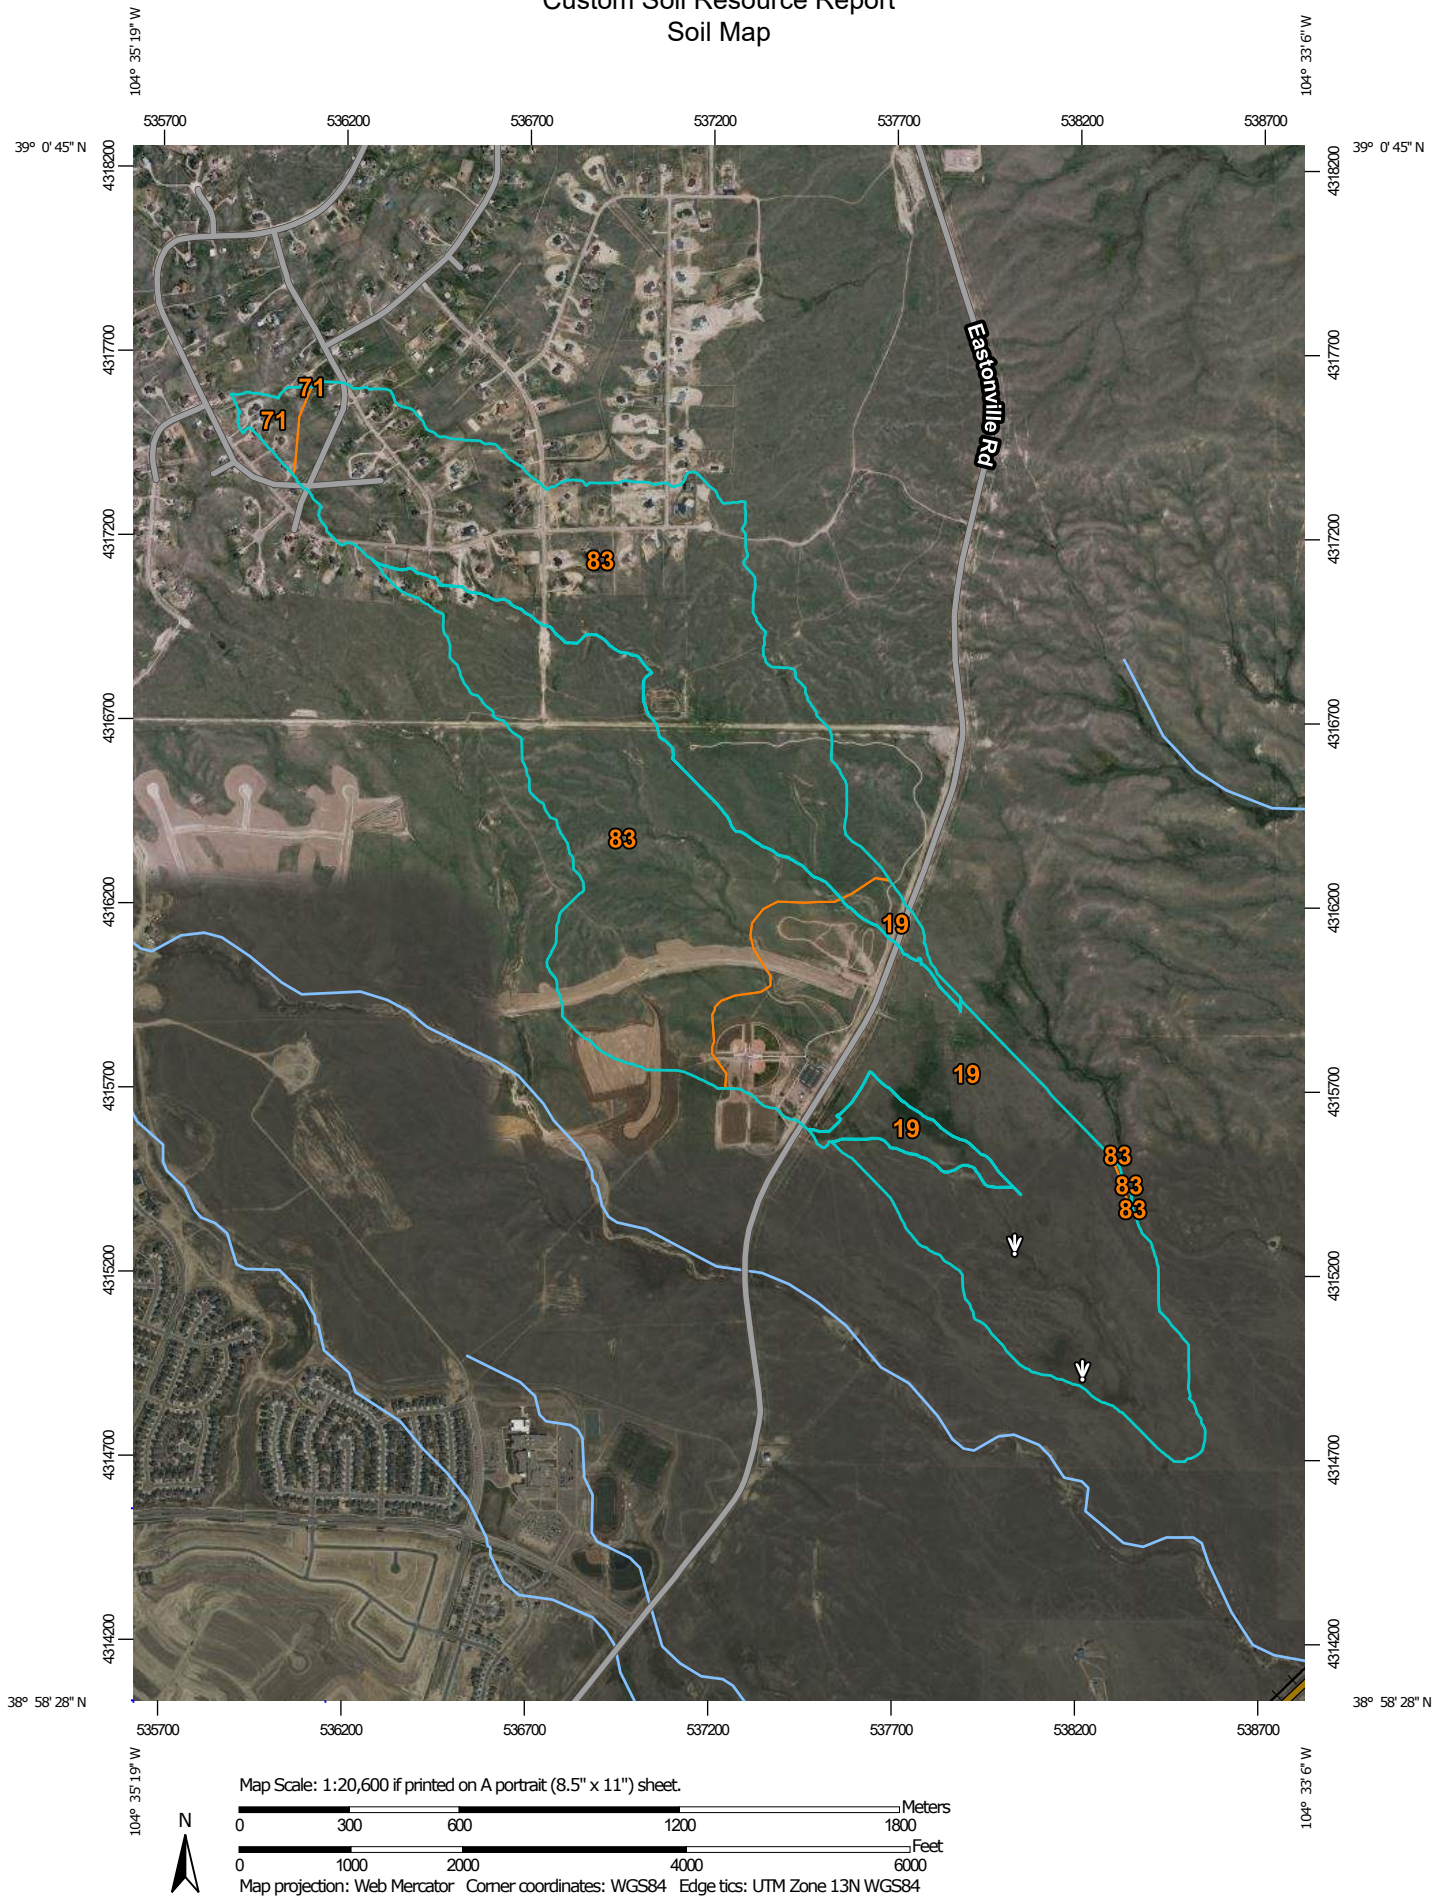 Custom Soil Resource Report
Soil Map
104° 35' 19" W
104° 33' 6" W
535700 536200 536700 537200 537700 538200 538700
39° 0' 45" N
39° 0' 45" N
4318200
4318200
4317700
4317700
Eastonville Rd
71
71
4317200
4317200
83
4316700
4316700
83
4316200
4316200
19
4315700
4315700
19
19
83
83
83
4315200
4315200
4314700
4314700
4314200
4314200
38° 58' 28" N
38° 58' 28" N
535700 536200 536700 537200 537700 538200 538700
104° 35' 19" W
104° 33' 6" W
Map Scale: 1:20,600 if printed on A portrait (8.5" x 11") sheet.
N
Meters
0 300 600 1200 1800
Feet
0 1000 2000 4000 6000
Map projection: Web Mercator Corner coordinates: WGS84 Edge tics: UTM Zone 13N WGS84